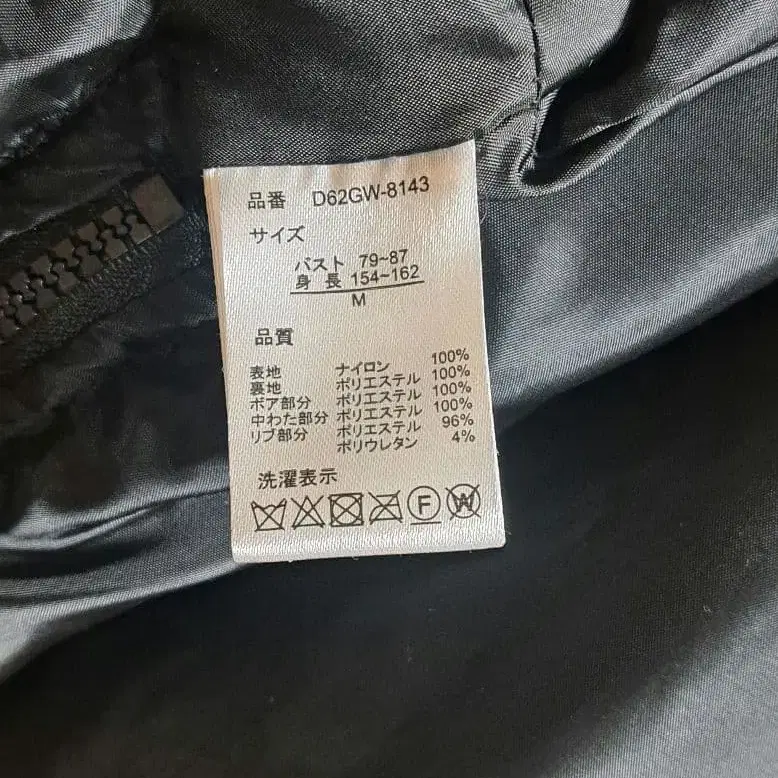 品番 D62GW-8143
サイズ
バスト 79~87
身長 154~162
M
品質
表地 ナイロン 100%
裏地 ポリエステル 100%
ボア部分 ポリエステル 100%
中わた部分 ポリエステル 100%
リブ部分 ポリエステル 96%
ポリウレタン 4%
洗濯表示
F W